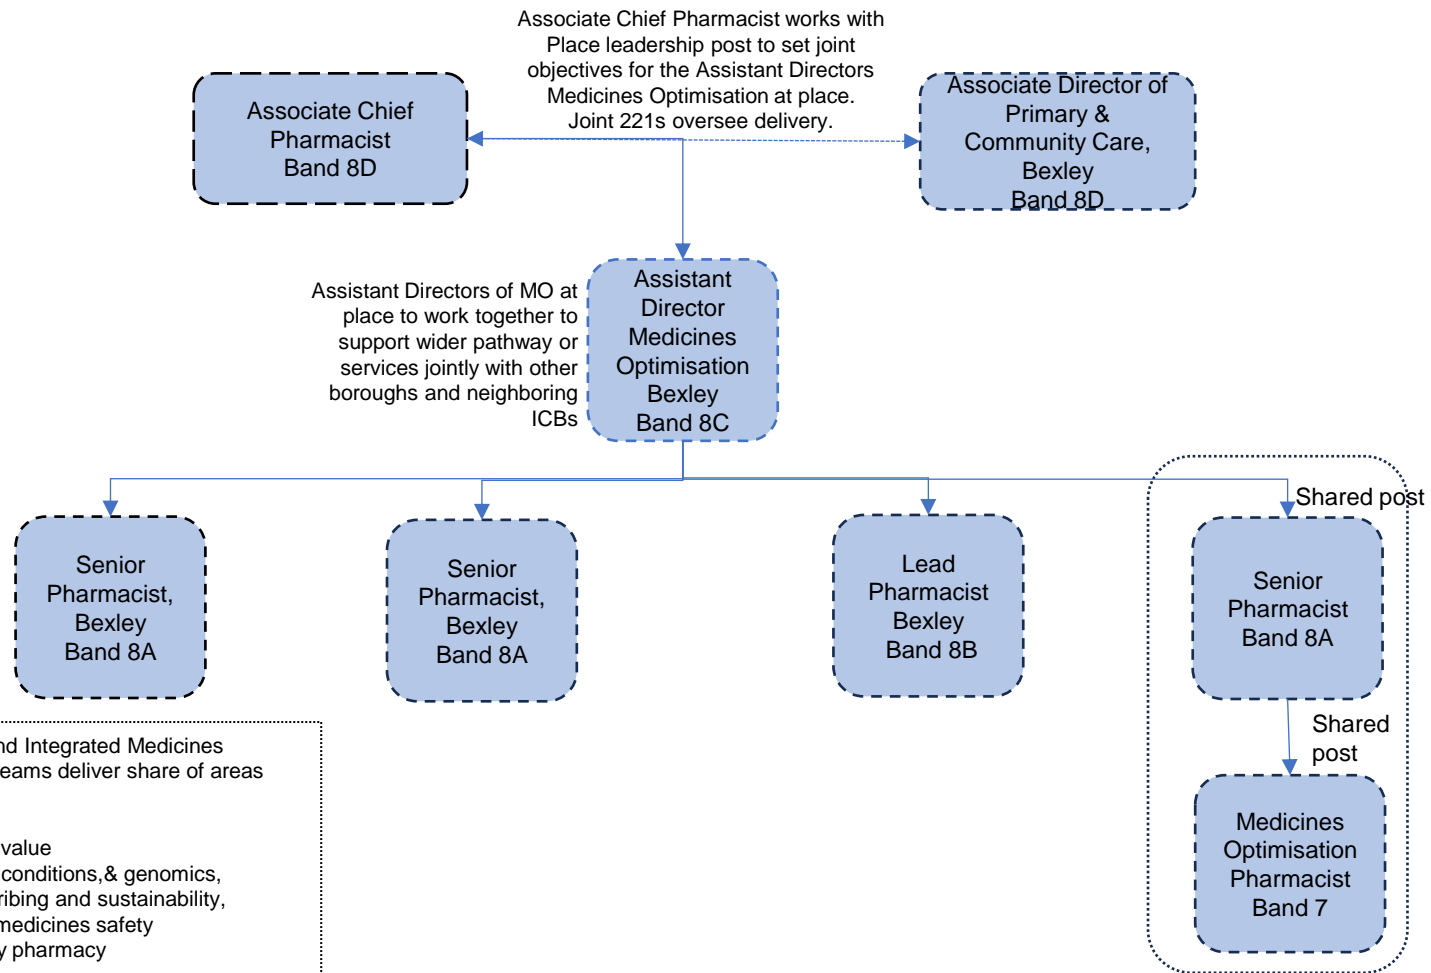 Associate Chief Pharmacist works with
Place leadership post to set joint
objectives for the Assistant Directors
Medicines Optimisation at place.
Joint 221s oversee delivery.
Associate Chief
Pharmacist
Band 8D
Associate Director of
Primary &
Community Care,
Bexley
Band 8D
Assistant Directors of MO at
place to work together to
support wider pathway or
services jointly with other
boroughs and neighboring
ICBs
Assistant
Director
Medicines
Optimisation
Bexley
Band 8C
Shared post
Senior
Pharmacist,
Bexley
Band 8A
Senior
Pharmacist,
Bexley
Band 8A
Lead
Pharmacist
Bexley
Band 8B
Senior
Pharmacist
Band 8A
Shared
post
Medicines
Optimisation
Pharmacist
Band 7
nd Integrated Medicines
eams deliver share of areas
value
conditions,& genomics,
ribing and sustainability,
medicines safety
y pharmacy